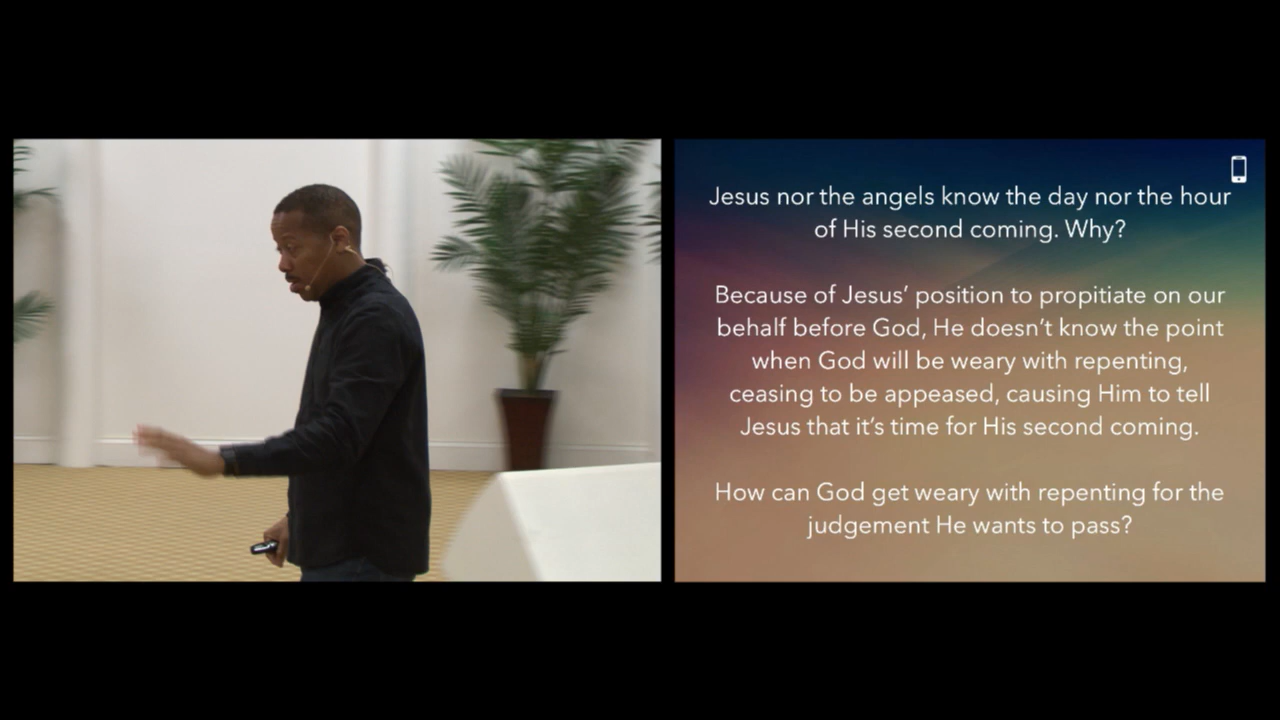 Jesus nor the angels know the day nor the hour
of His second coming. Why?
Because of Jesus’ position to propitiate on our
behalf before God, He doesn’t know the point
when God will be weary with repenting,
ceasing to be appeased, causing Him to tell
Jesus that it’s time for His second coming.
How can God get weary with repenting for the
judgement He wants to pass?